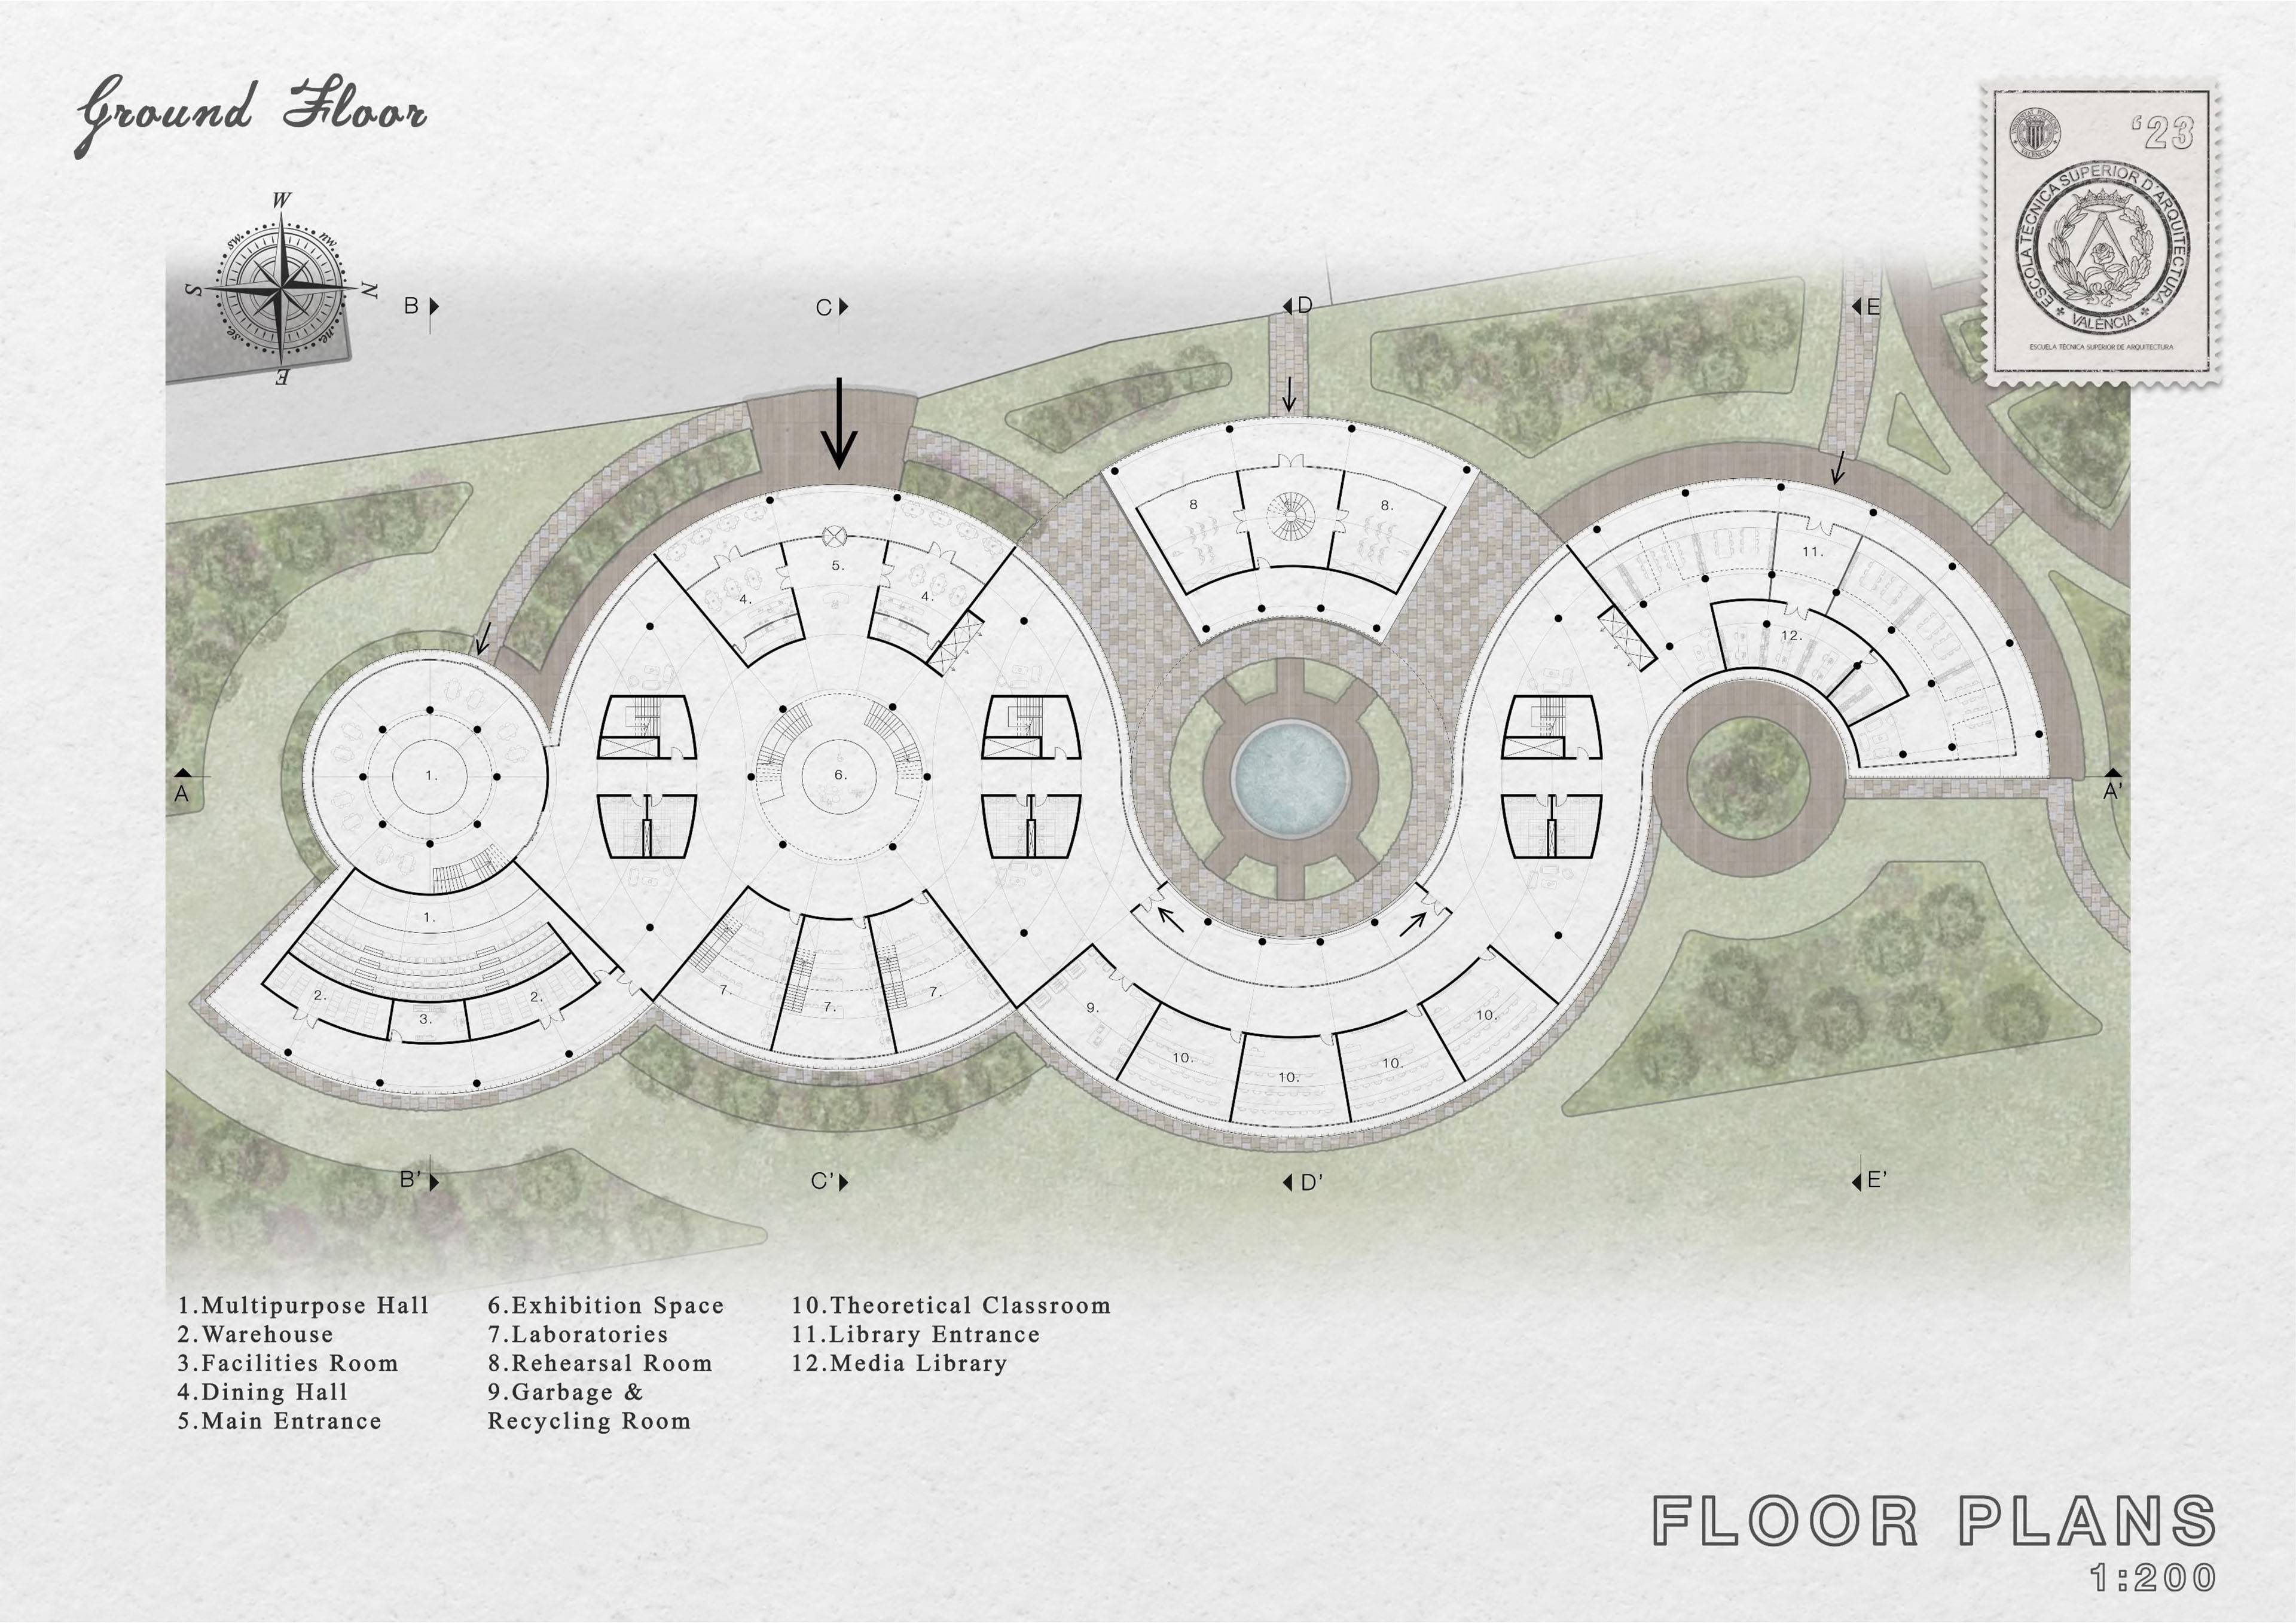 Ground Floor
'23
UNIVERSITAT POLITÈCNICA VALÈNCIA
ESCOLA TÈCNICA SUPERIOR D'ARQUITECTURA
VALÈNCIA
ESCUELA TÉCNICA SUPERIOR DE ARQUITECTURA
W
sw.
nw.
S
N
se.
ne.
E
B
C
D
E
8
8.
11.
5.
4.
4.
12.
1.
6.
A
A'
1.
2.
2.
3.
7.
7.
7.
9.
10.
10.
10.
10.
B'
C'
D'
E'
1.Multipurpose Hall
2.Warehouse
3.Facilities Room
4.Dining Hall
5.Main Entrance
6.Exhibition Space
7.Laboratories
8.Rehearsal Room
9.Garbage &
Recycling Room
10.Theoretical Classroom
11.Library Entrance
12.Media Library
FLOOR PLANS
1:200